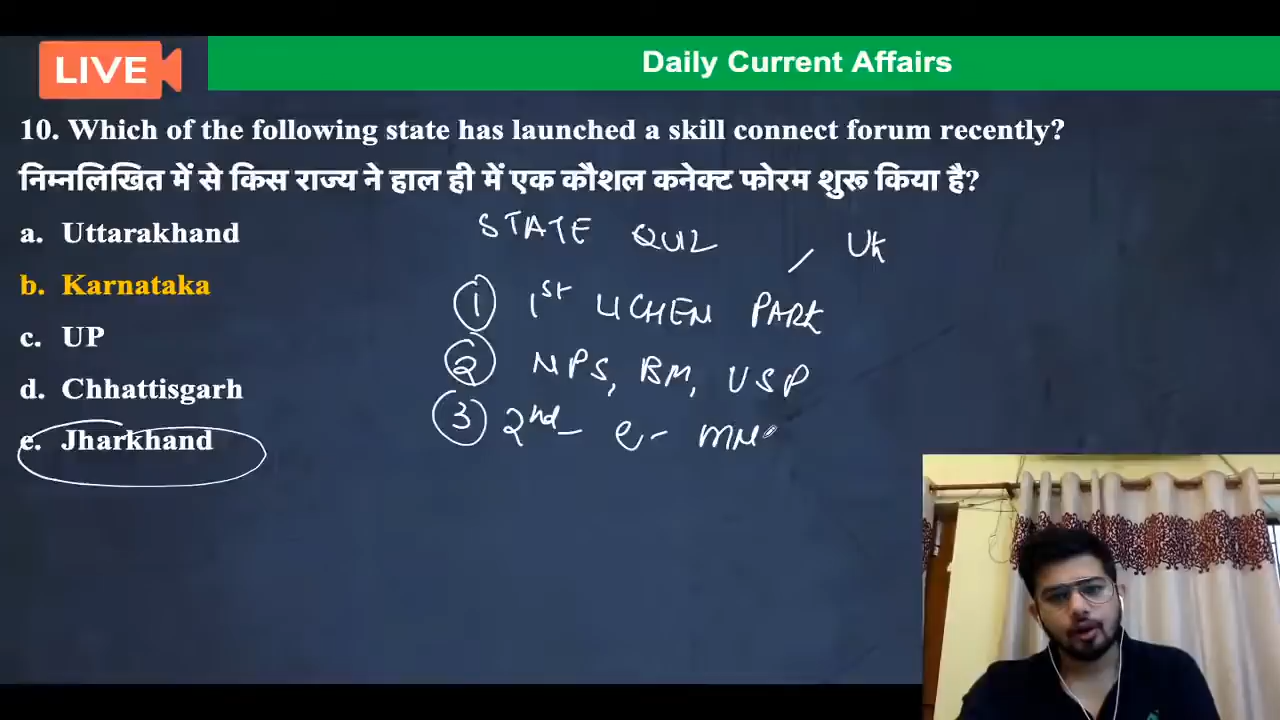 LIVE
Daily Current Affairs
10. Which of the following state has launched a skill connect forum recently?
निम्नलिखित में से किस राज्य ने हाल ही में एक कौशल कनेक्ट फोरम शुरू किया है?
a. Uttarakhand
b. Karnataka
c. UP
d. Chhattisgarh
e. Jharkhand
STATE QUIZ
UK
1 1st LICHEN PARK
2 NPS, BM, USP
3 2nd - e-